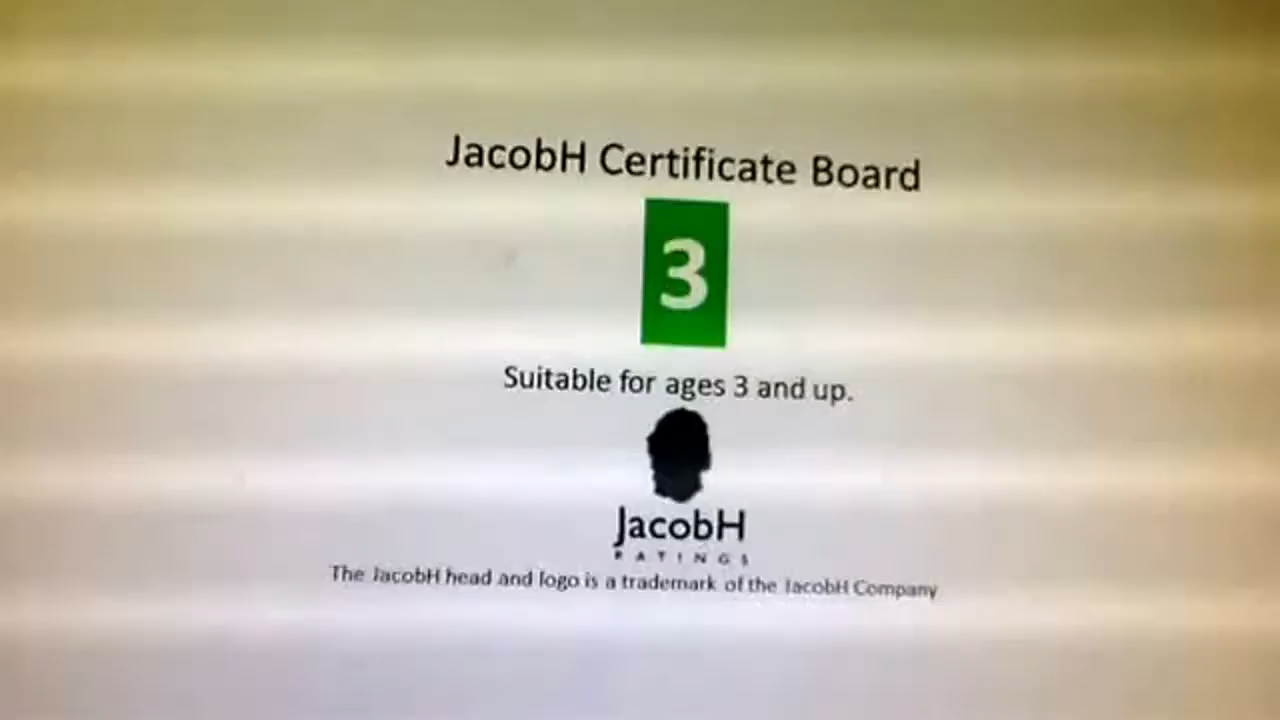 JacobH Certificate Board
3
Suitable for ages 3 and up.
JacobH
RATINGS
The JacobH head and logo is a trademark of the JacobH Company